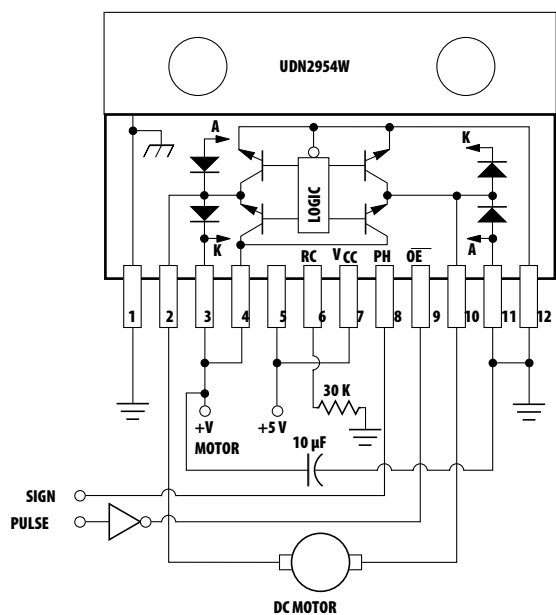 UDN2954W
A
K
LOGIC
K
A
RC
VCC
PH
OE
1
2
3
4
5
6
7
8
9
10
11
12
30 K
+V
MOTOR
+5 V
10 µF
SIGN
PULSE
DC MOTOR